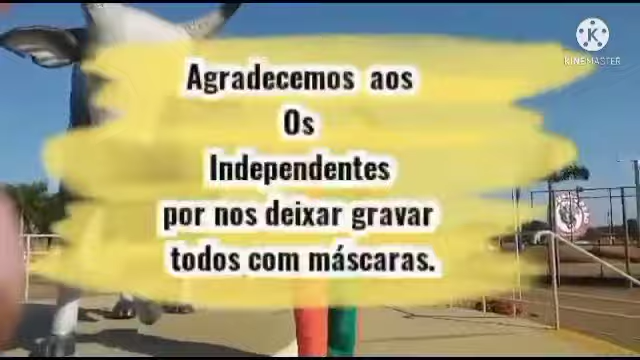 KINEMASTER
Agradecemos aos
Os
Independentes
por nos deixar gravar
todos com máscaras.